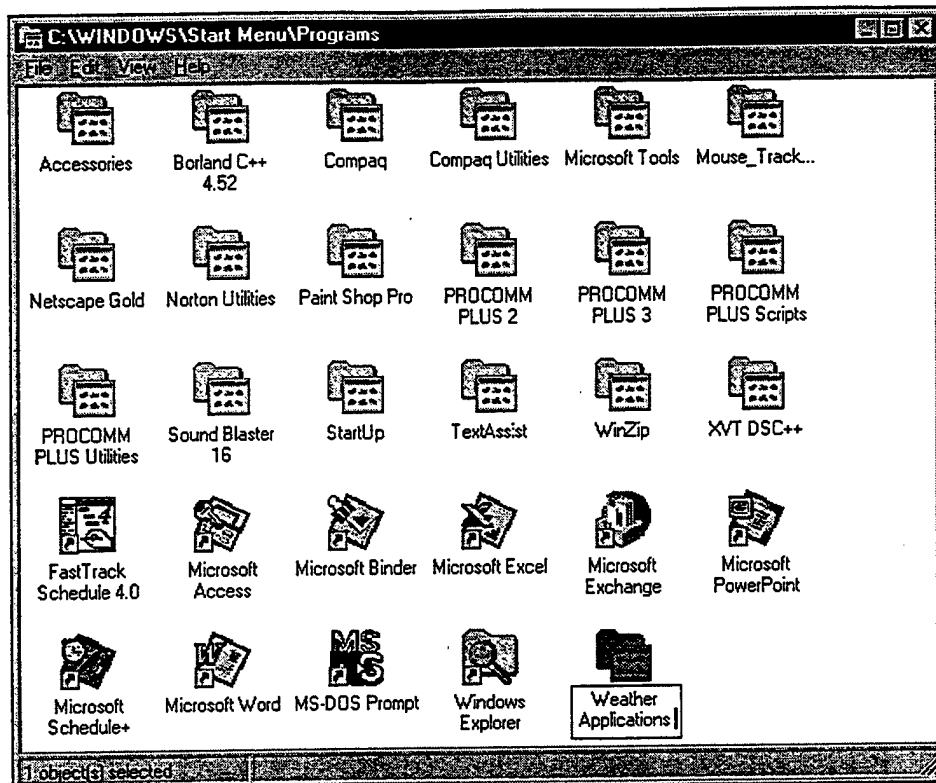 C:\WINDOWS\Start Menu\Programs
File Edit View Help
Accessories
Borland C++
4.52
Compaq
Compaq Utilities
Microsoft Tools
Mouse_Track...
Netscape Gold
Norton Utilities
Paint Shop Pro
PROCOMM
PLUS 2
PROCOMM
PLUS 3
PROCOMM
PLUS Scripts
PROCOMM
PLUS Utilities
Sound Blaster
16
StartUp
TextAssist
WinZip
XVT DSC++
FastTrack
Schedule 4.0
Microsoft
Access
Microsoft Binder
Microsoft Excel
Microsoft
Exchange
Microsoft
PowerPoint
Microsoft
Schedule+
Microsoft Word
MS
DOS
MS-DOS Prompt
Windows
Explorer
Weather
Applications
1 object(s) selected